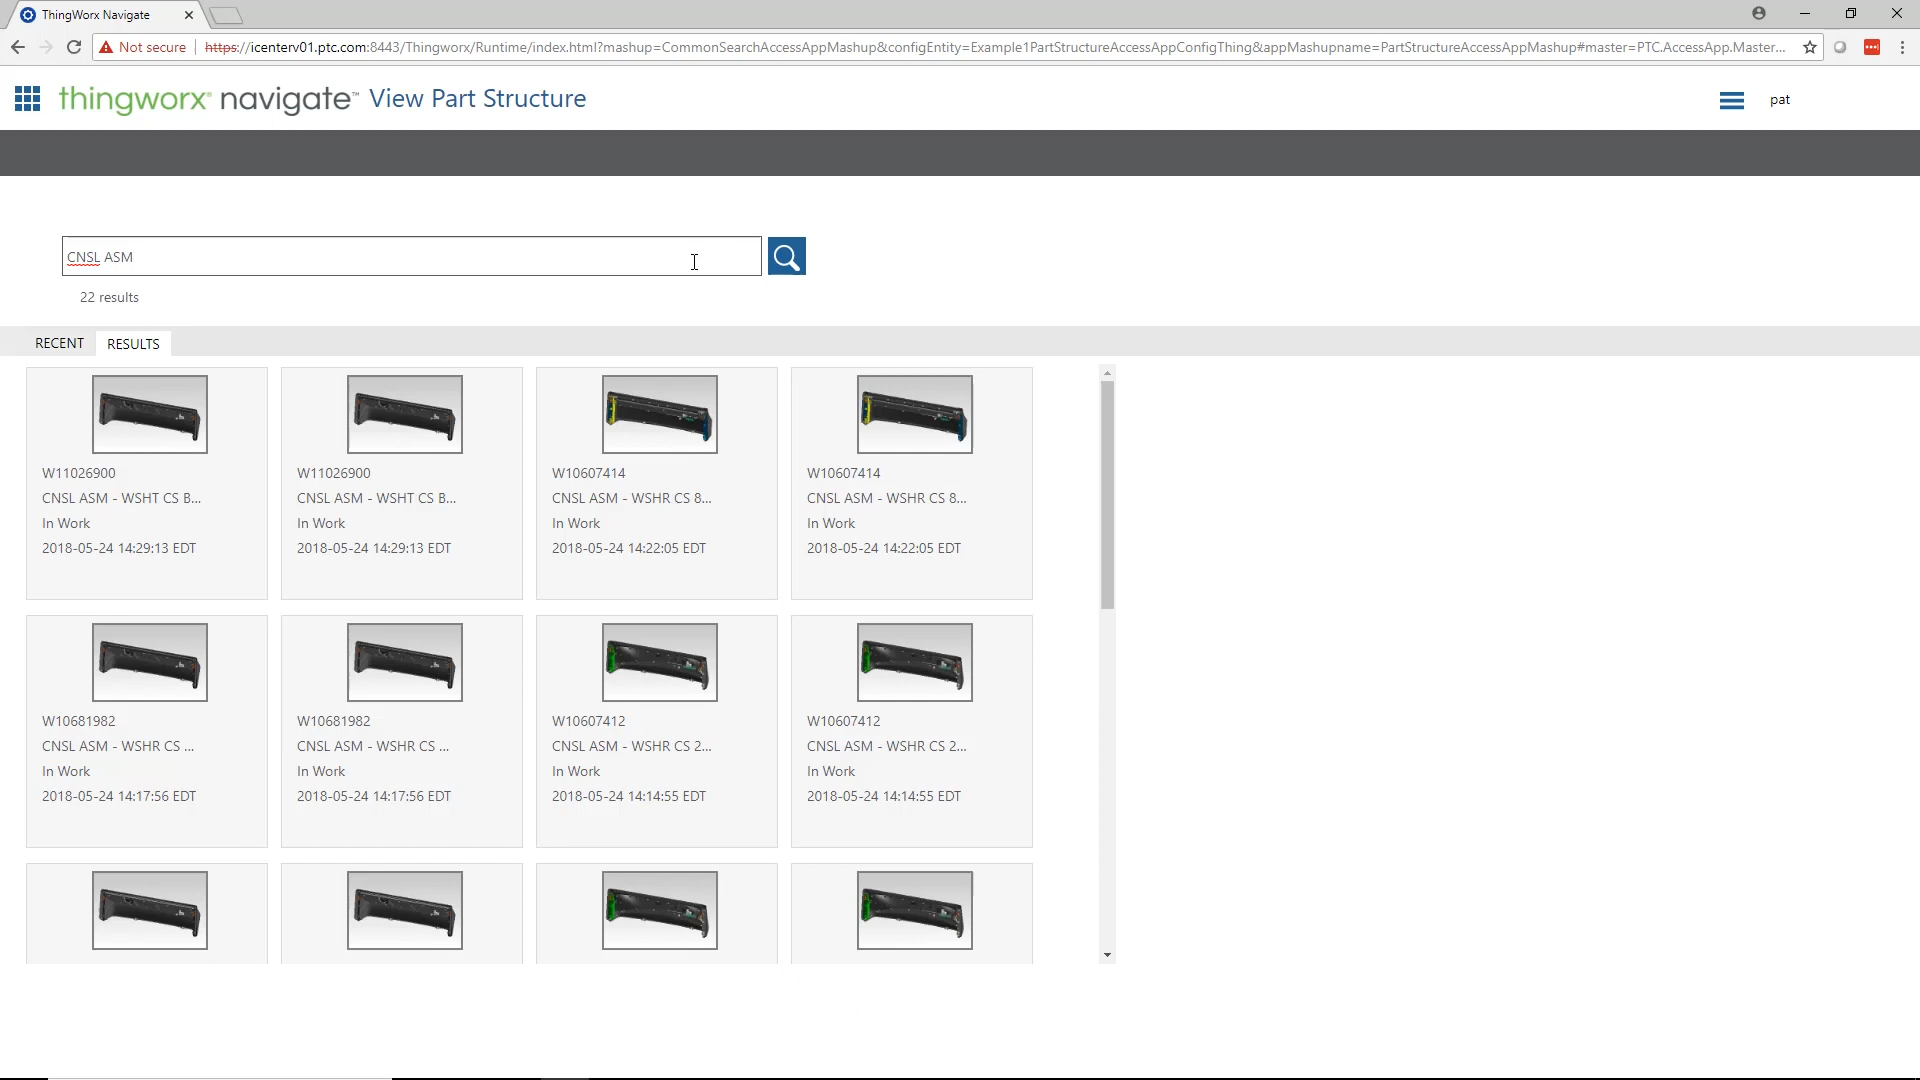 ThingWorx Navigate
Not secure https://icenterv01.ptc.com:8443/Thingworx/Runtime/index.html?mashup=CommonSearchAccessAppMashup&configEntity=Example1PartStructureAccessAppConfigThing&appMashupname=PartStructureAccessAppMashup#master=PTC.AccessApp.Master...
thingworx® navigate™ View Part Structure pat
CNSL ASM
22 results
RECENT RESULTS
W11026900 W11026900 W10607414 W10607414
CNSL ASM - WSHT CS B... CNSL ASM - WSHT CS B... CNSL ASM - WSHR CS 8... CNSL ASM - WSHR CS 8...
In Work In Work In Work In Work
2018-05-24 14:29:13 EDT 2018-05-24 14:29:13 EDT 2018-05-24 14:22:05 EDT 2018-05-24 14:22:05 EDT
W10681982 W10681982 W10607412 W10607412
CNSL ASM - WSHR CS ... CNSL ASM - WSHR CS ... CNSL ASM - WSHR CS 2... CNSL ASM - WSHR CS 2...
In Work In Work In Work In Work
2018-05-24 14:17:56 EDT 2018-05-24 14:17:56 EDT 2018-05-24 14:14:55 EDT 2018-05-24 14:14:55 EDT